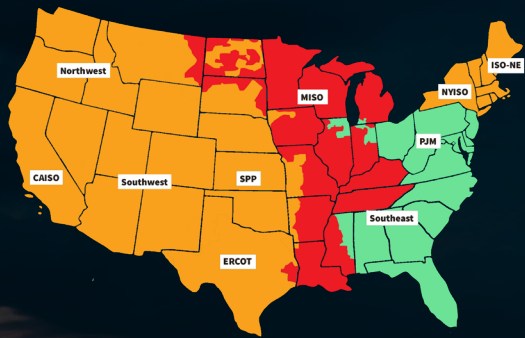 ISO-NE
Northwest
NYISO
MISO
PJM
CAISO
Southwest
SPP
Southeast
ERCOT